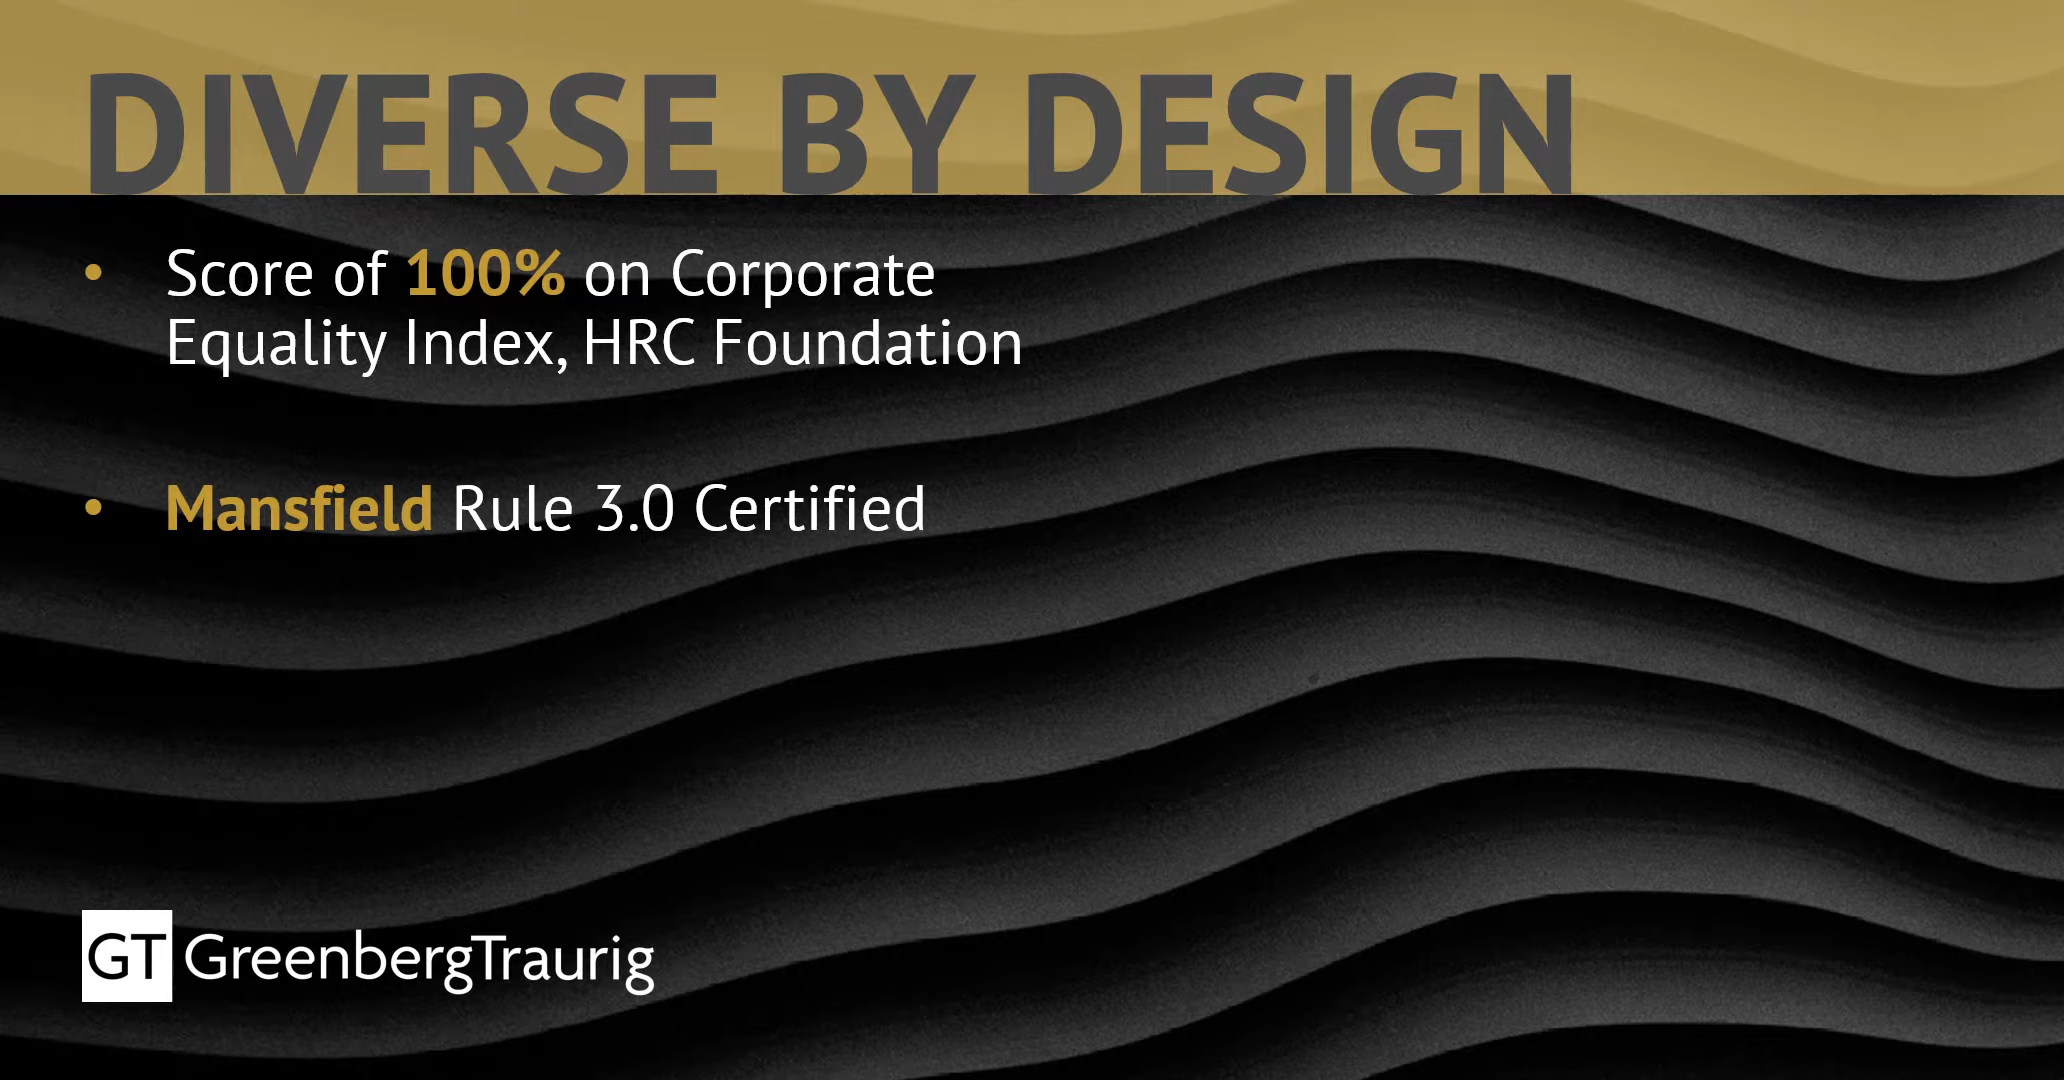 DIVERSE BY DESIGN
• Score of 100% on Corporate
Equality Index, HRC Foundation
• Mansfield Rule 3.0 Certified
GT GreenbergTraurig